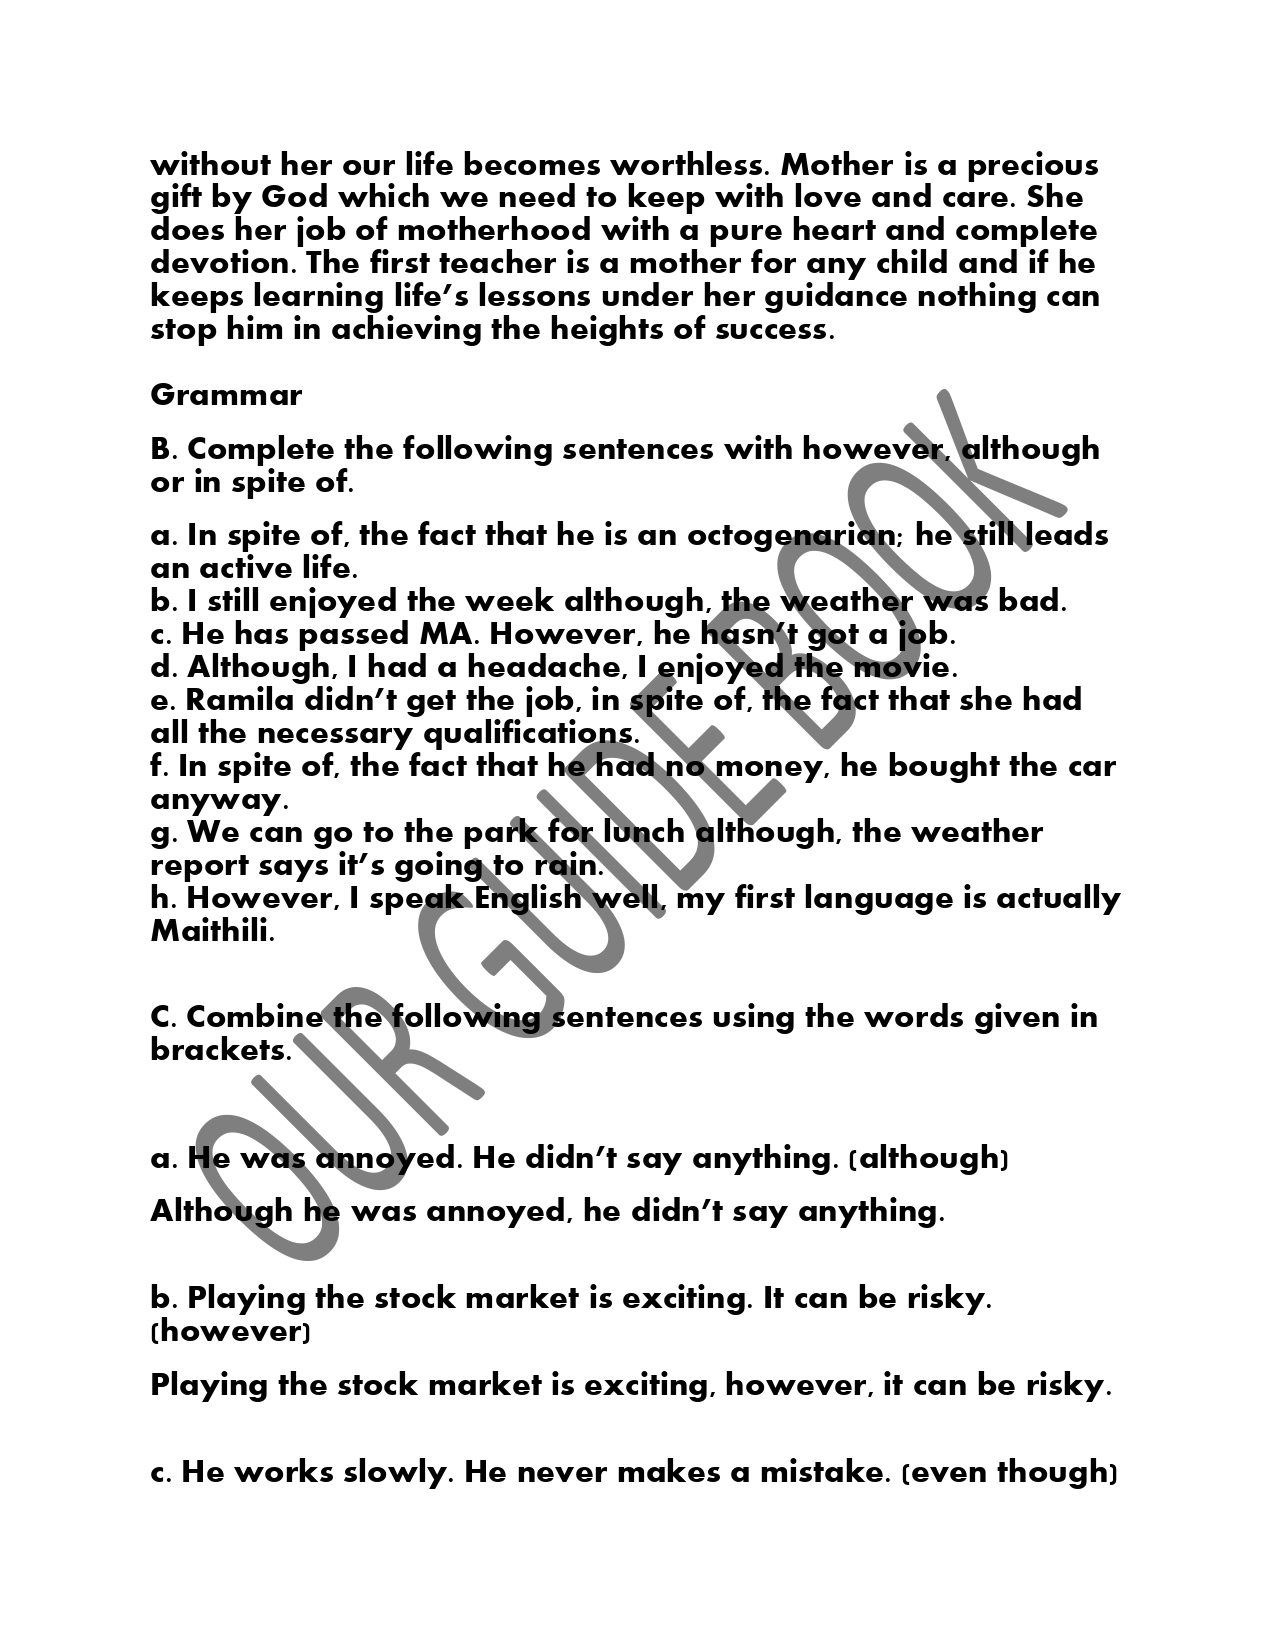 without her our life becomes worthless. Mother is a precious
gift by God which we need to keep with love and care. She
does her job of motherhood with a pure heart and complete
devotion. The first teacher is a mother for any child and if he
keeps learning life’s lessons under her guidance nothing can
stop him in achieving the heights of success.
Grammar
B. Complete the following sentences with however, although
or in spite of.
a. In spite of, the fact that he is an octogenarian; he still leads
an active life.
b. I still enjoyed the week although, the weather was bad.
c. He has passed MA. However, he hasn’t got a job.
d. Although, I had a headache, I enjoyed the movie.
e. Ramila didn’t get the job, in spite of, the fact that she had
all the necessary qualifications.
f. In spite of, the fact that he had no money, he bought the car
anyway.
g. We can go to the park for lunch although, the weather
report says it’s going to rain.
h. However, I speak English well, my first language is actually
Maithili.
C. Combine the following sentences using the words given in
brackets.
a. He was annoyed. He didn’t say anything. (although)
Although he was annoyed, he didn’t say anything.
b. Playing the stock market is exciting. It can be risky.
(however)
Playing the stock market is exciting, however, it can be risky.
c. He works slowly. He never makes a mistake. (even though)
OUR GUIDE BOOK